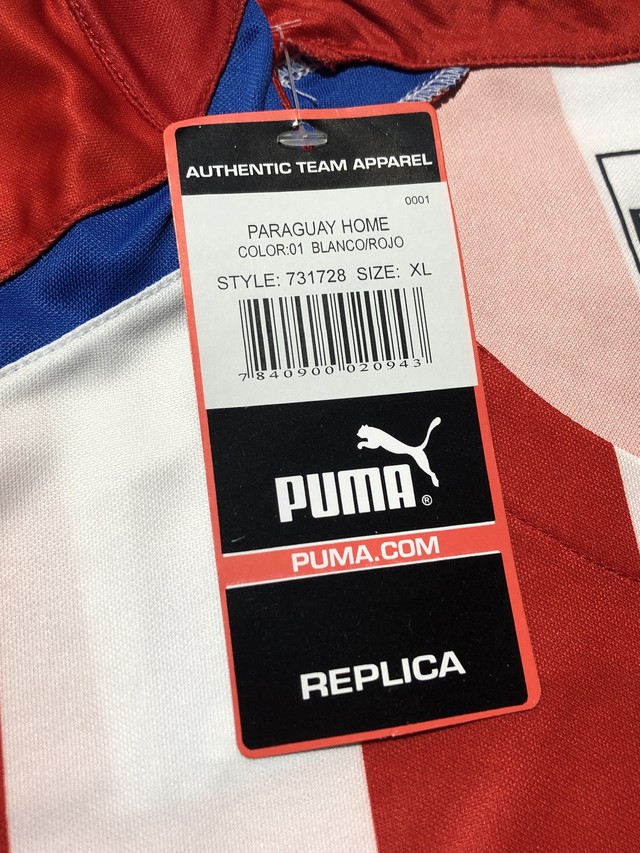 AUTHENTIC TEAM APPAREL
0001
PARAGUAY HOME
COLOR:01 BLANCO/ROJO
STYLE: 731728 SIZE: XL
7 840900 020943
PUMA®
PUMA.COM
REPLICA